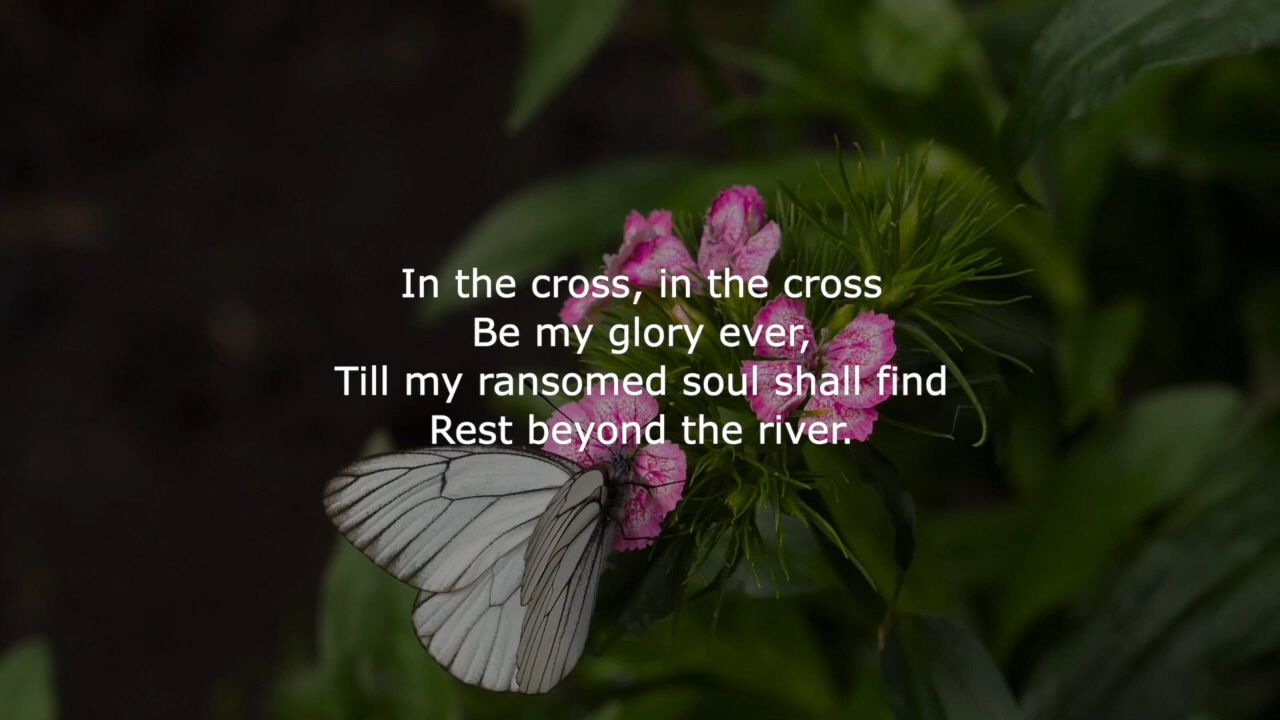 In the cross, in the cross
Be my glory ever,
Till my ransomed soul shall find
Rest beyond the river.